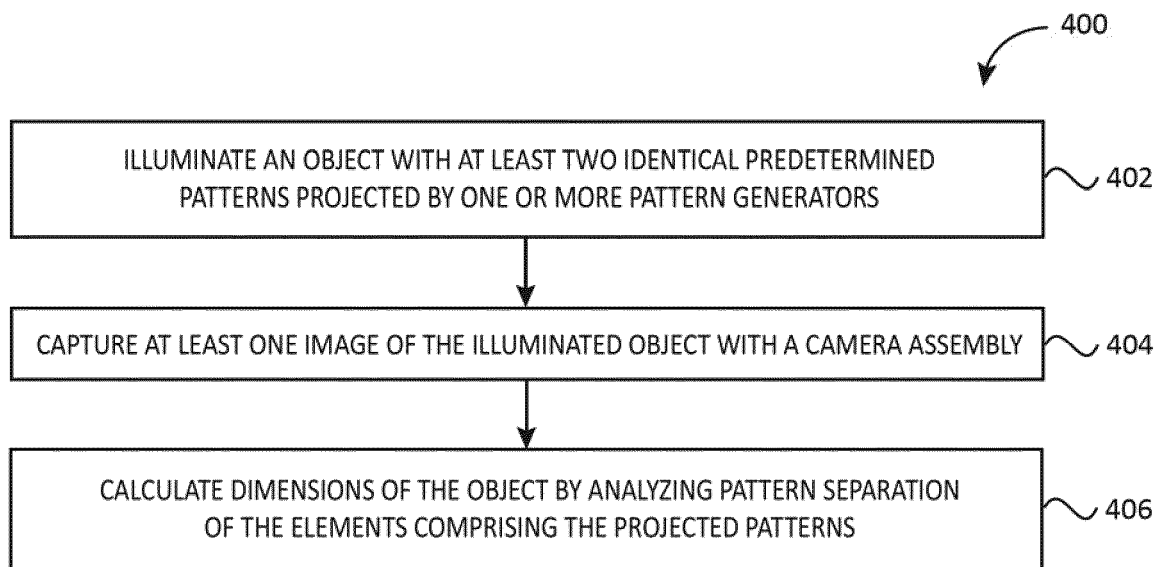 400
ILLUMINATE AN OBJECT WITH AT LEAST TWO IDENTICAL PREDETERMINED
PATTERNS PROJECTED BY ONE OR MORE PATTERN GENERATORS
402
CAPTURE AT LEAST ONE IMAGE OF THE ILLUMINATED OBJECT WITH A CAMERA ASSEMBLY
404
CALCULATE DIMENSIONS OF THE OBJECT BY ANALYZING PATTERN SEPARATION
OF THE ELEMENTS COMPRISING THE PROJECTED PATTERNS
406